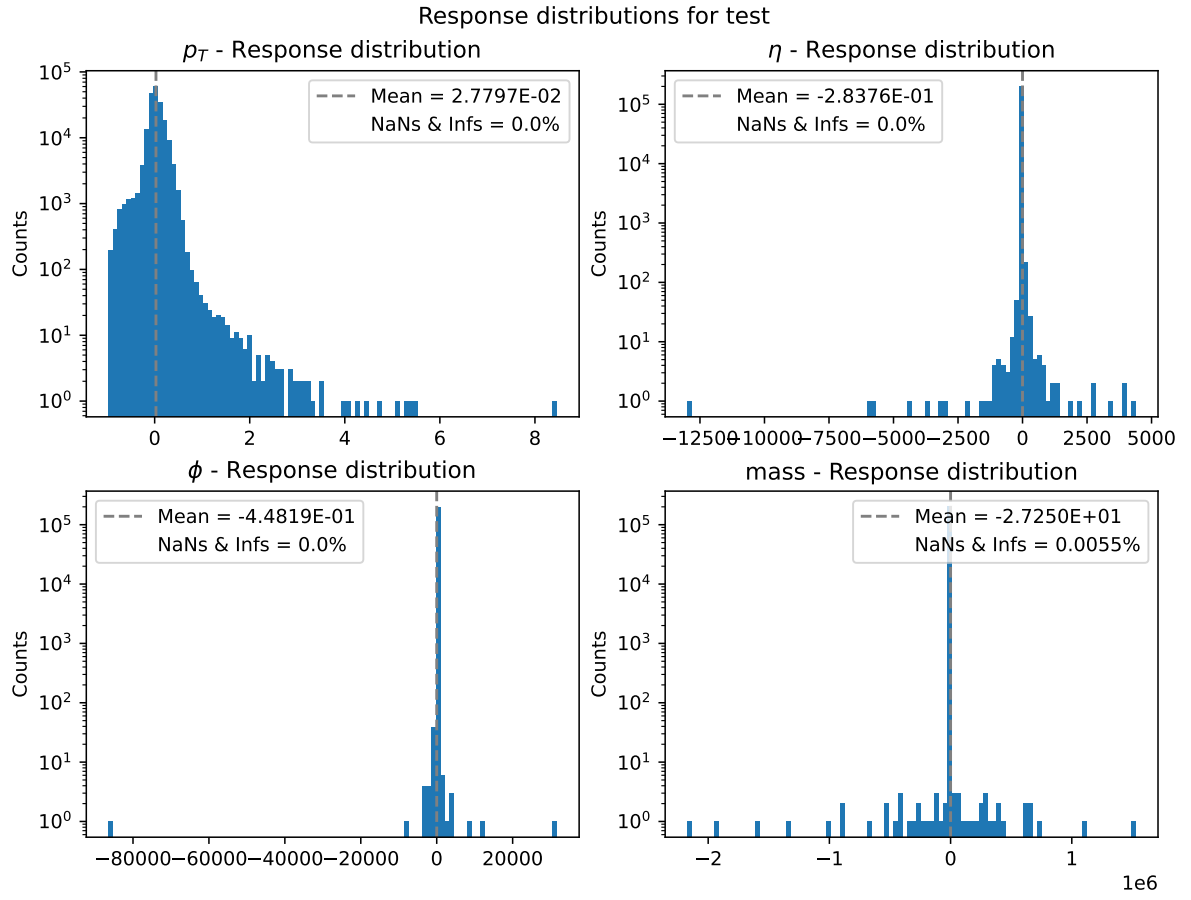 Response distributions for test
p_T - Response distribution
Counts
10^5
10^4
10^3
10^2
10^1
10^0
Mean = 2.7797E-02
NaNs & Infs = 0.0%
0 2 4 6 8
η - Response distribution
Counts
10^5
10^4
10^3
10^2
10^1
10^0
Mean = -2.8376E-01
NaNs & Infs = 0.0%
−12500 −10000 −7500 −5000 −2500 0 2500 5000
ϕ - Response distribution
Counts
10^5
10^4
10^3
10^2
10^1
10^0
Mean = -4.4819E-01
NaNs & Infs = 0.0%
−80000 −60000 −40000 −20000 0 20000
mass - Response distribution
Counts
10^5
10^4
10^3
10^2
10^1
10^0
Mean = -2.7250E+01
NaNs & Infs = 0.0055%
−2 −1 0 1
1e6